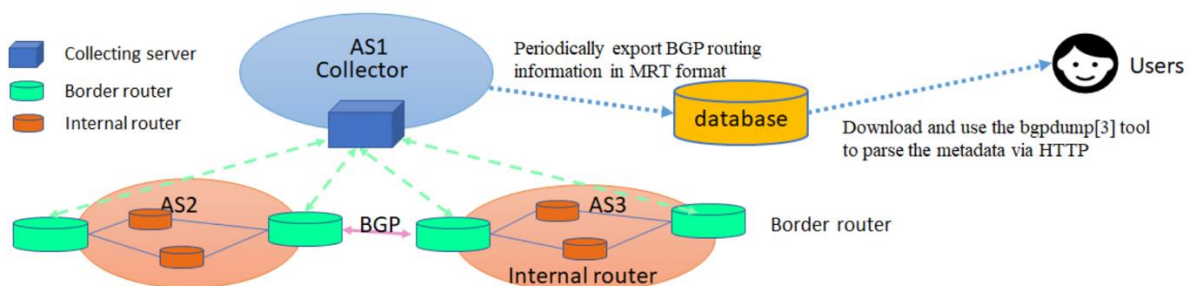 Collecting server
Border router
Internal router
AS1
Collector
Periodically export BGP routing
information in MRT format
database
Users
Download and use the bgpdump[3] tool
to parse the metadata via HTTP
AS2
BGP
AS3
Border router
Internal router